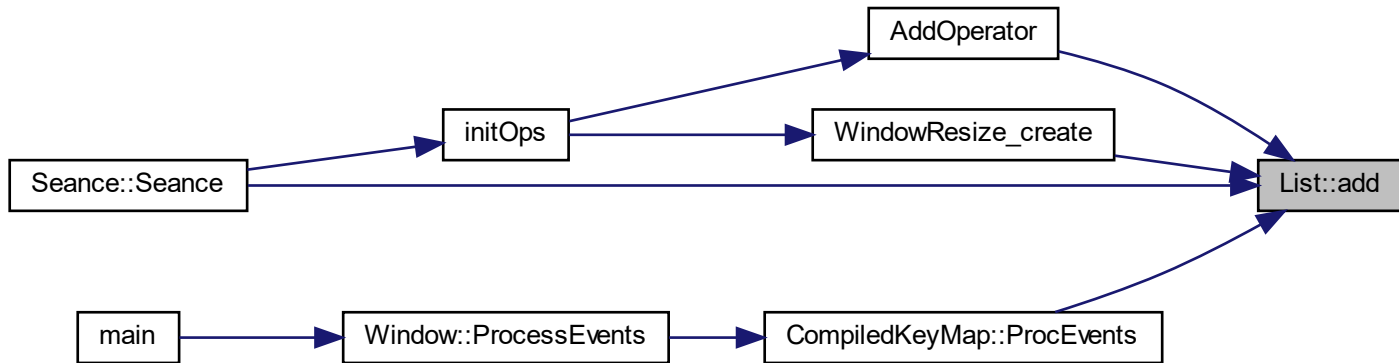 AddOperator
initOps
WindowResize_create
Seance::Seance
List::add
main
Window::ProcessEvents
CompiledKeyMap::ProcEvents